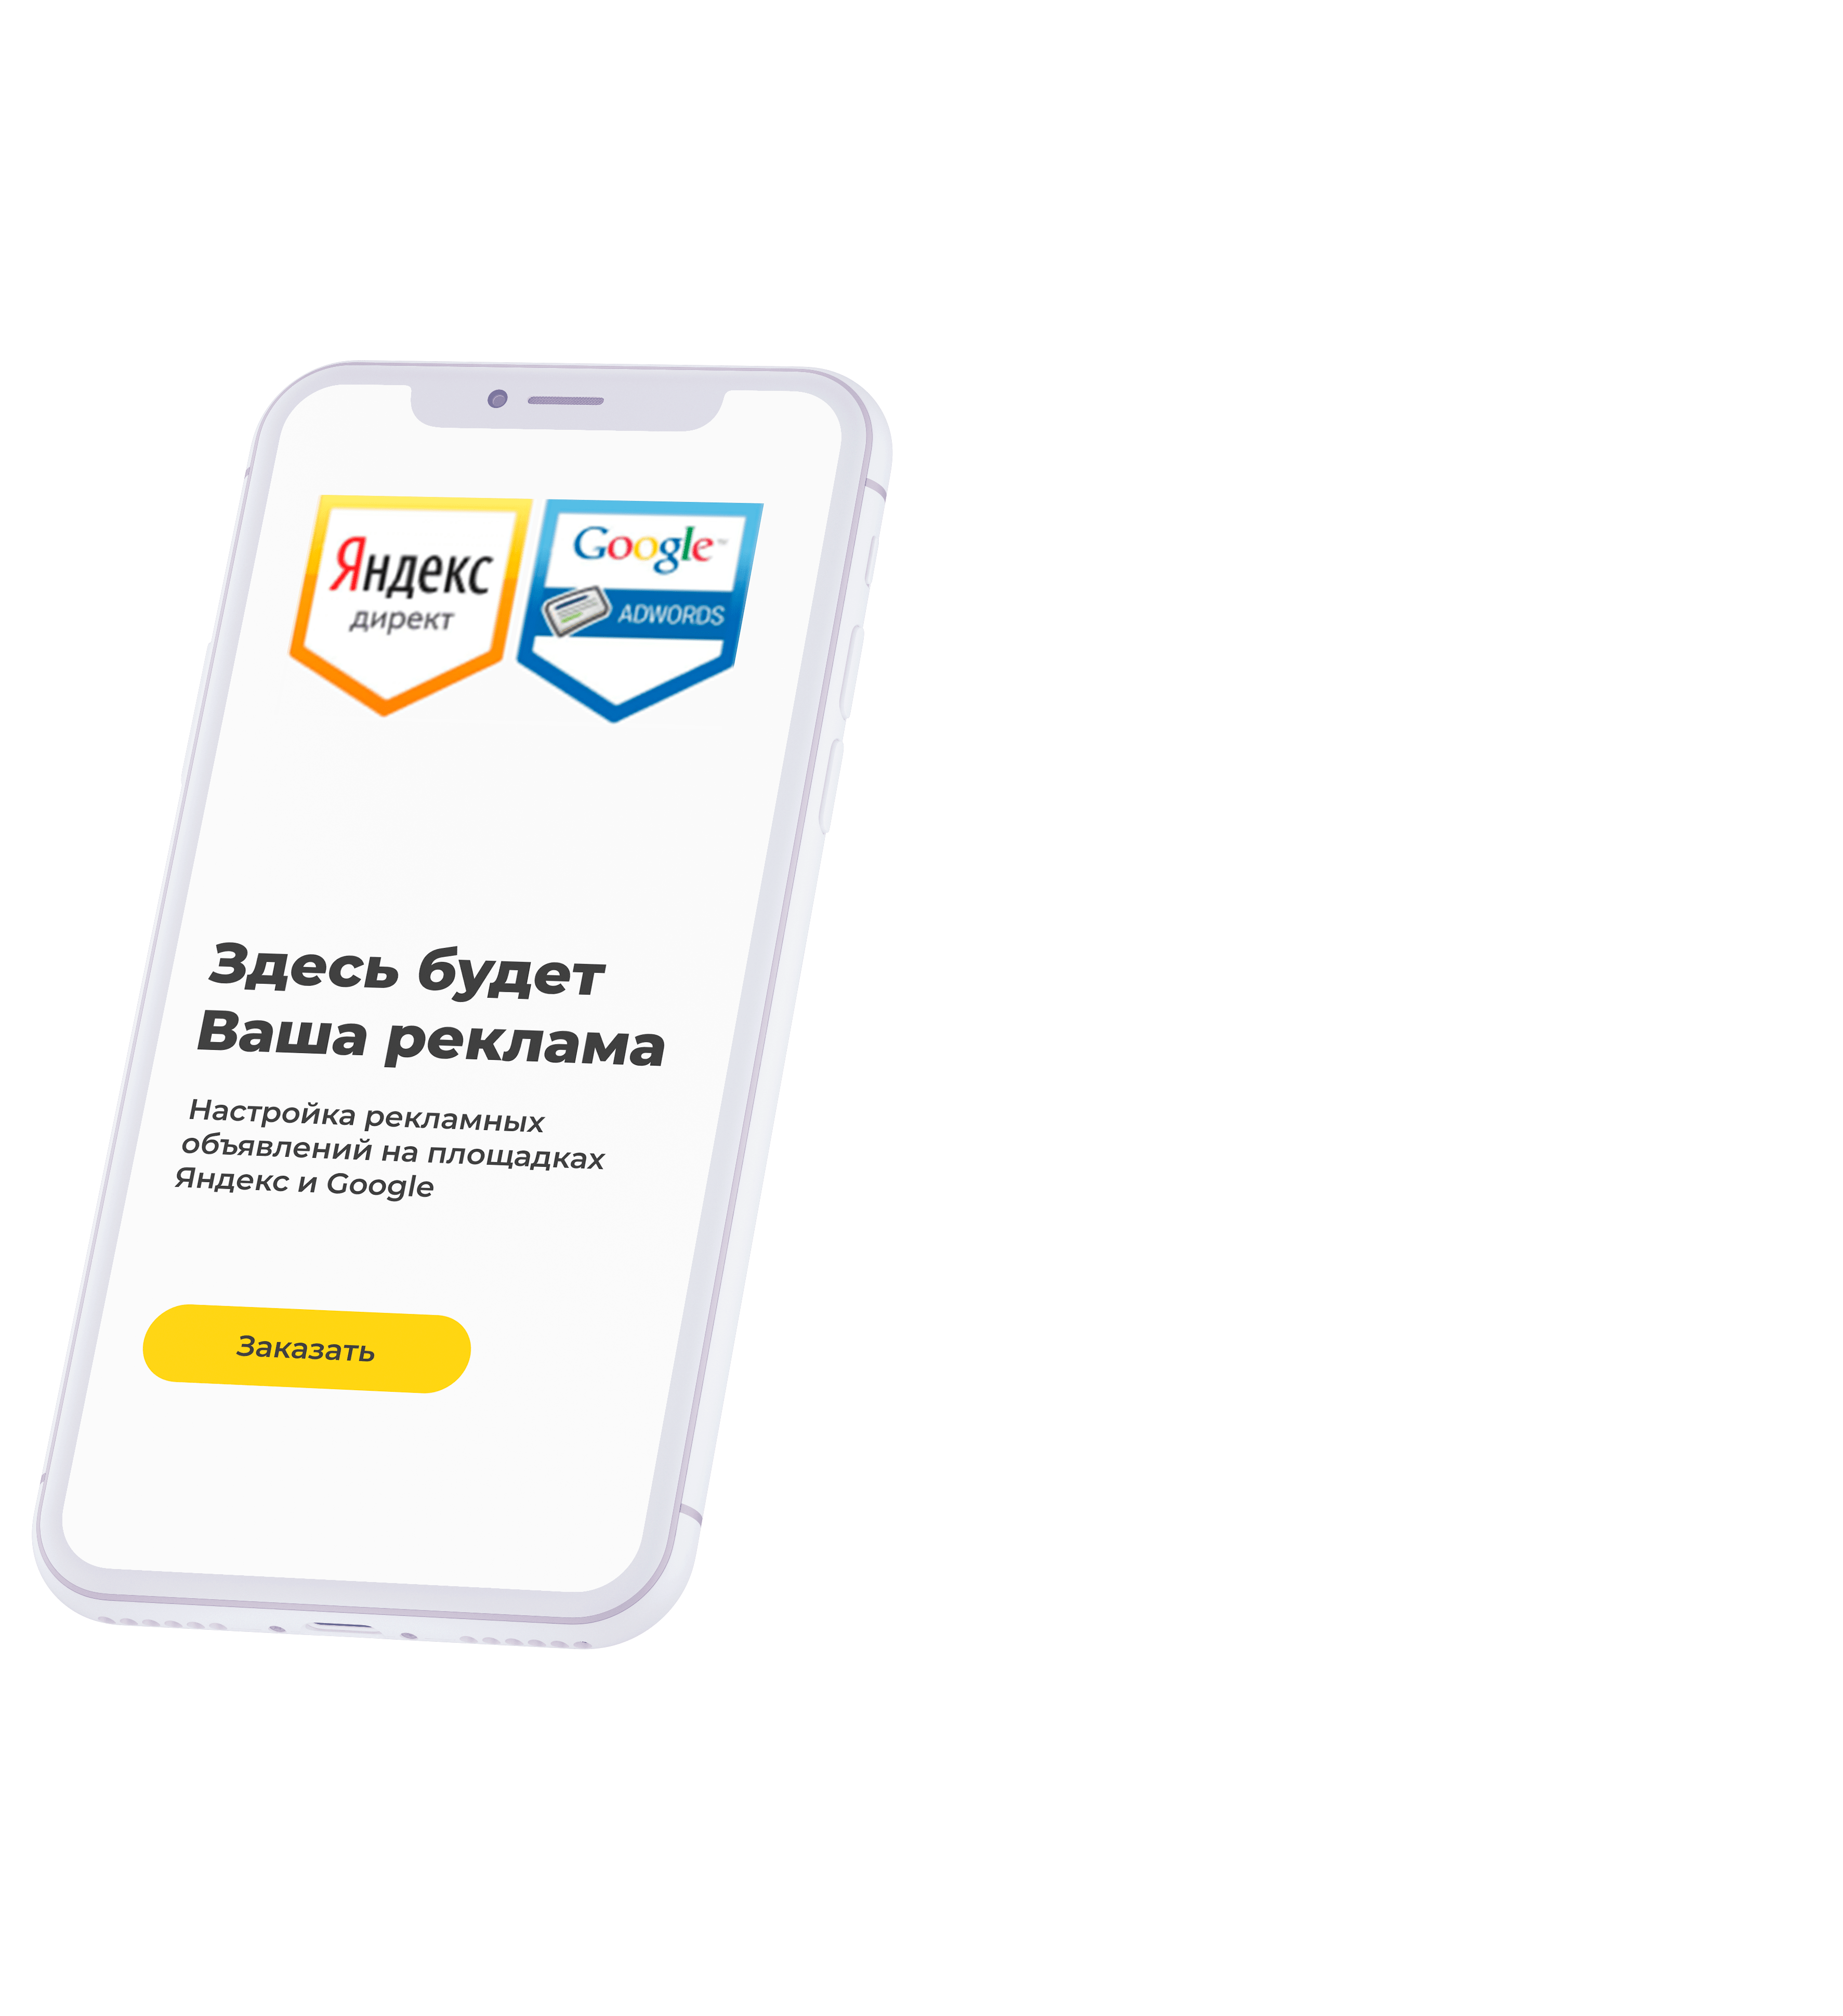 Яндекс
директ
Google™
ADWORDS
Здесь будет
Ваша реклама
Настройка рекламных
объявлений на площадках
Яндекс и Google
Заказать